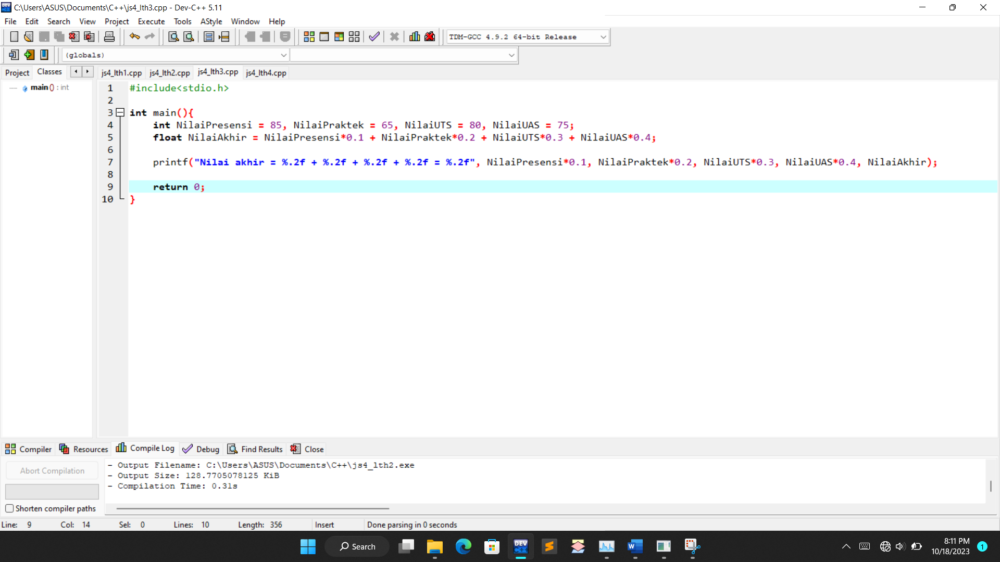 C:\Users\ASUS\Documents\C++\js4_lth3.cpp - Dev-C++ 5.11
File Edit Search View Project Execute Tools AStyle Window Help
TDM-GCC 4.9.2 64-bit Release
(globals)
Project Classes js4_lth1.cpp js4_lth2.cpp js4_lth3.cpp js4_lth4.cpp
main () : int
1 #include<stdio.h>
2
3 int main(){
4 int NilaiPresensi = 85, NilaiPraktek = 65, NilaiUTS = 80, NilaiUAS = 75;
5 float NilaiAkhir = NilaiPresensi*0.1 + NilaiPraktek*0.2 + NilaiUTS*0.3 + NilaiUAS*0.4;
6
7 printf("Nilai akhir = %.2f + %.2f + %.2f + %.2f = %.2f", NilaiPresensi*0.1, NilaiPraktek*0.2, NilaiUTS*0.3, NilaiUAS*0.4, NilaiAkhir);
8
9 return 0;
10 }
Compiler Resources Compile Log Debug Find Results Close
Abort Compilation
Shorten compiler paths
- Output Filename: C:\Users\ASUS\Documents\C++\js4_lth2.exe
- Output Size: 128.7705078125 KiB
- Compilation Time: 0.31s
Line: 9 Col: 14 Sel: 0 Lines: 10 Length: 356 Insert Done parsing in 0 seconds
Search
DEV C++
W
8:11 PM
10/18/2023
1